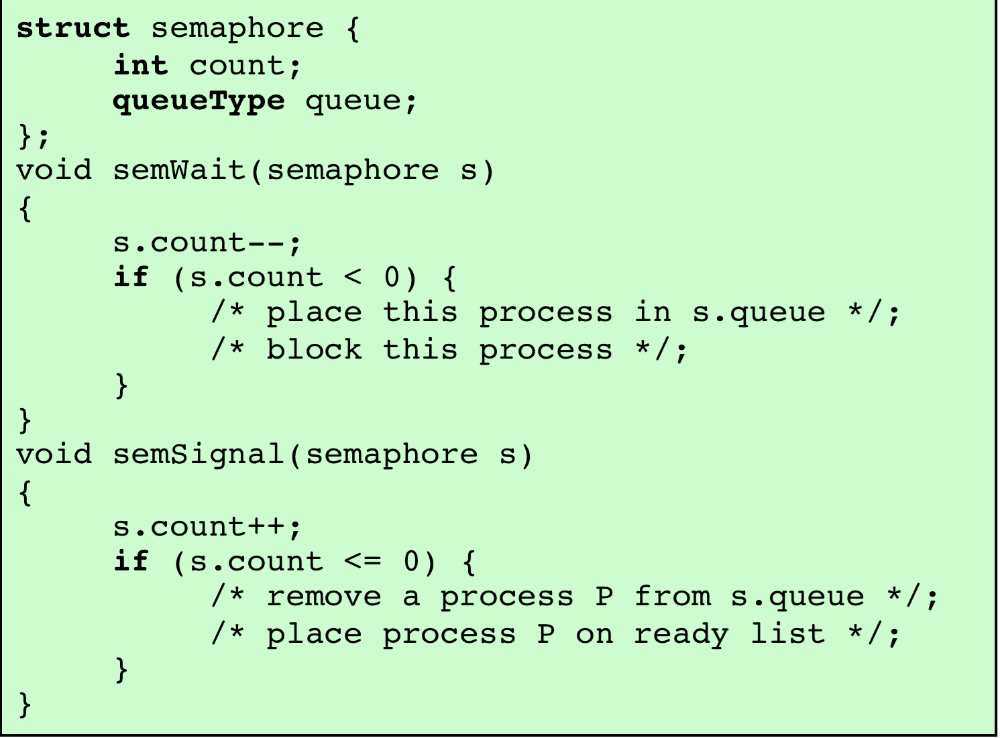 struct semaphore {
int count;
queueType queue;
};
void semWait(semaphore s)
{
s.count--;
if (s.count < 0) {
/* place this process in s.queue */;
/* block this process */;
}
}
void semSignal(semaphore s)
{
s.count++;
if (s.count <= 0) {
/* remove a process P from s.queue */;
/* place process P on ready list */;
}
}